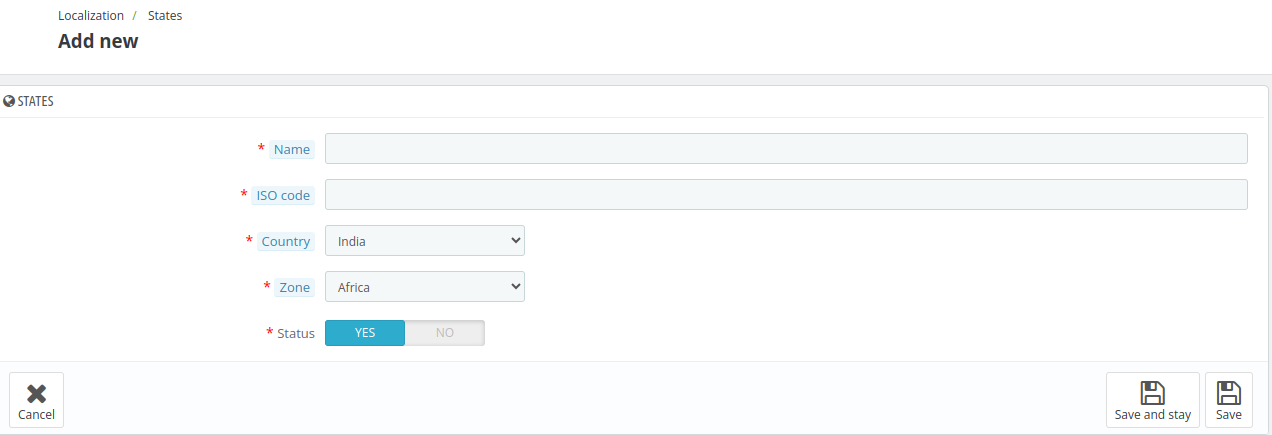 Localization / States
Add new
STATES
* Name
* ISO code
* Country India
* Zone Africa
* Status YES NO
Cancel Save and stay Save